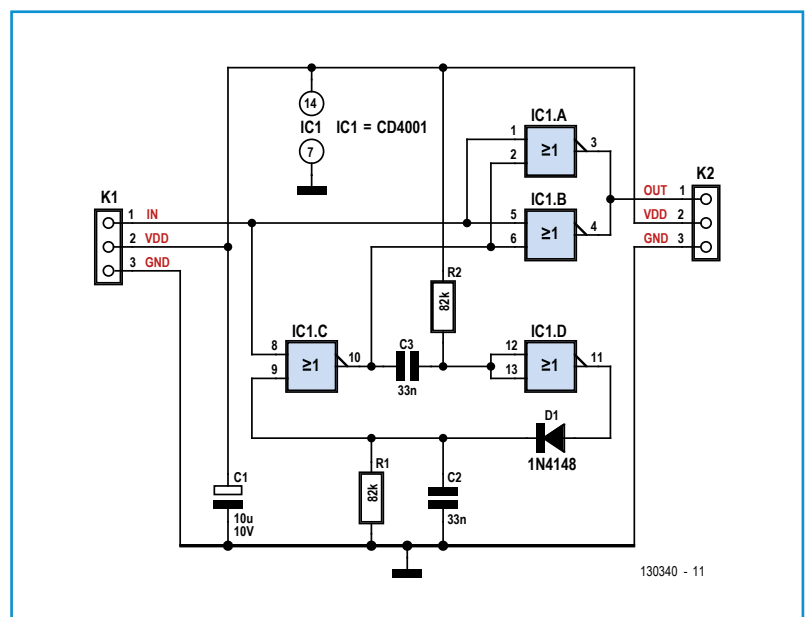 IC1.A
14
1
3
IC1
IC1 = CD4001
≥1
2
7
K2
K1
IC1.B
OUT 1
1 IN
5
4
VDD 2
≥1
2 VDD
6
GND 3
3 GND
R2
82k
IC1.C
C3
IC1.D
8
12
10
11
≥1
≥1
9
13
33n
D1
1N4148
R1
C2
C1
82k
10u
10V
33n
130340 - 11